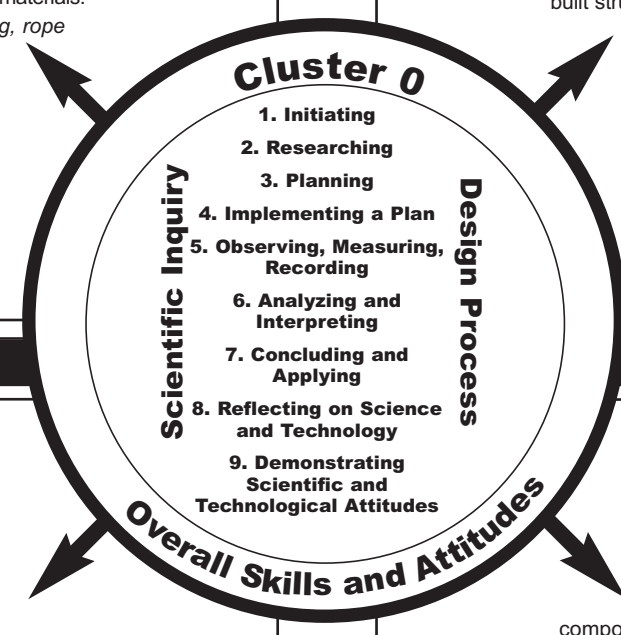 materials.
rope
built
Cluster 0
1. Initiating
2. Researching
3. Planning
4. Implementing a Plan
5. Observing, Measuring,
Recording
6. Analyzing and
Interpreting
7. Concluding and
Applying
8. Reflecting on Science
and Technology
9. Demonstrating
Scientific and
Technological Attitudes
Scientific Inquiry
Design Process
Overall Skills and Attitudes